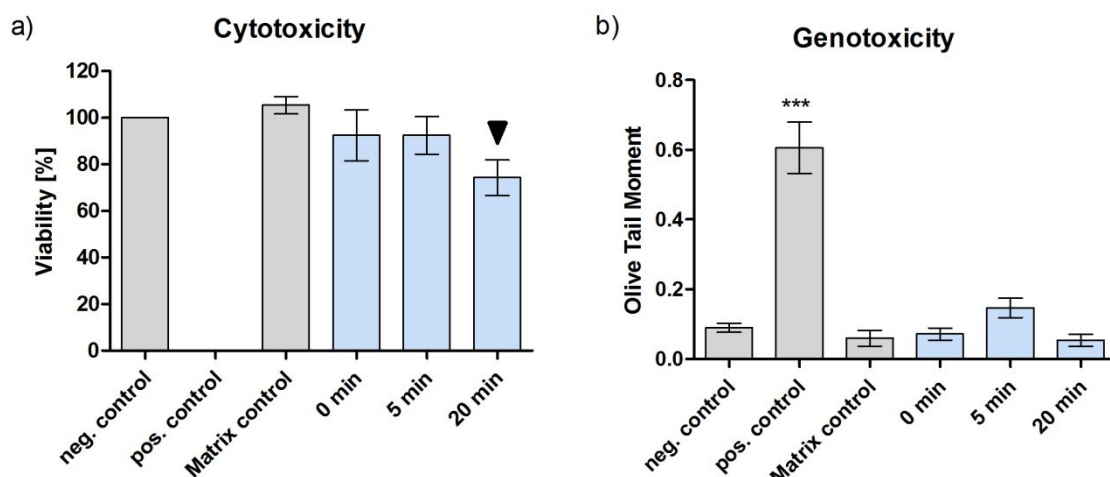 a)
Cytotoxicity
Viability [%]
120
100
80
60
40
20
0
neg. control
pos. control
Matrix control
0 min
5 min
20 min
b)
Genotoxicity
Olive Tail Moment
0.8
0.6
0.4
0.2
0.0
***
neg. control
pos. control
Matrix control
0 min
5 min
20 min